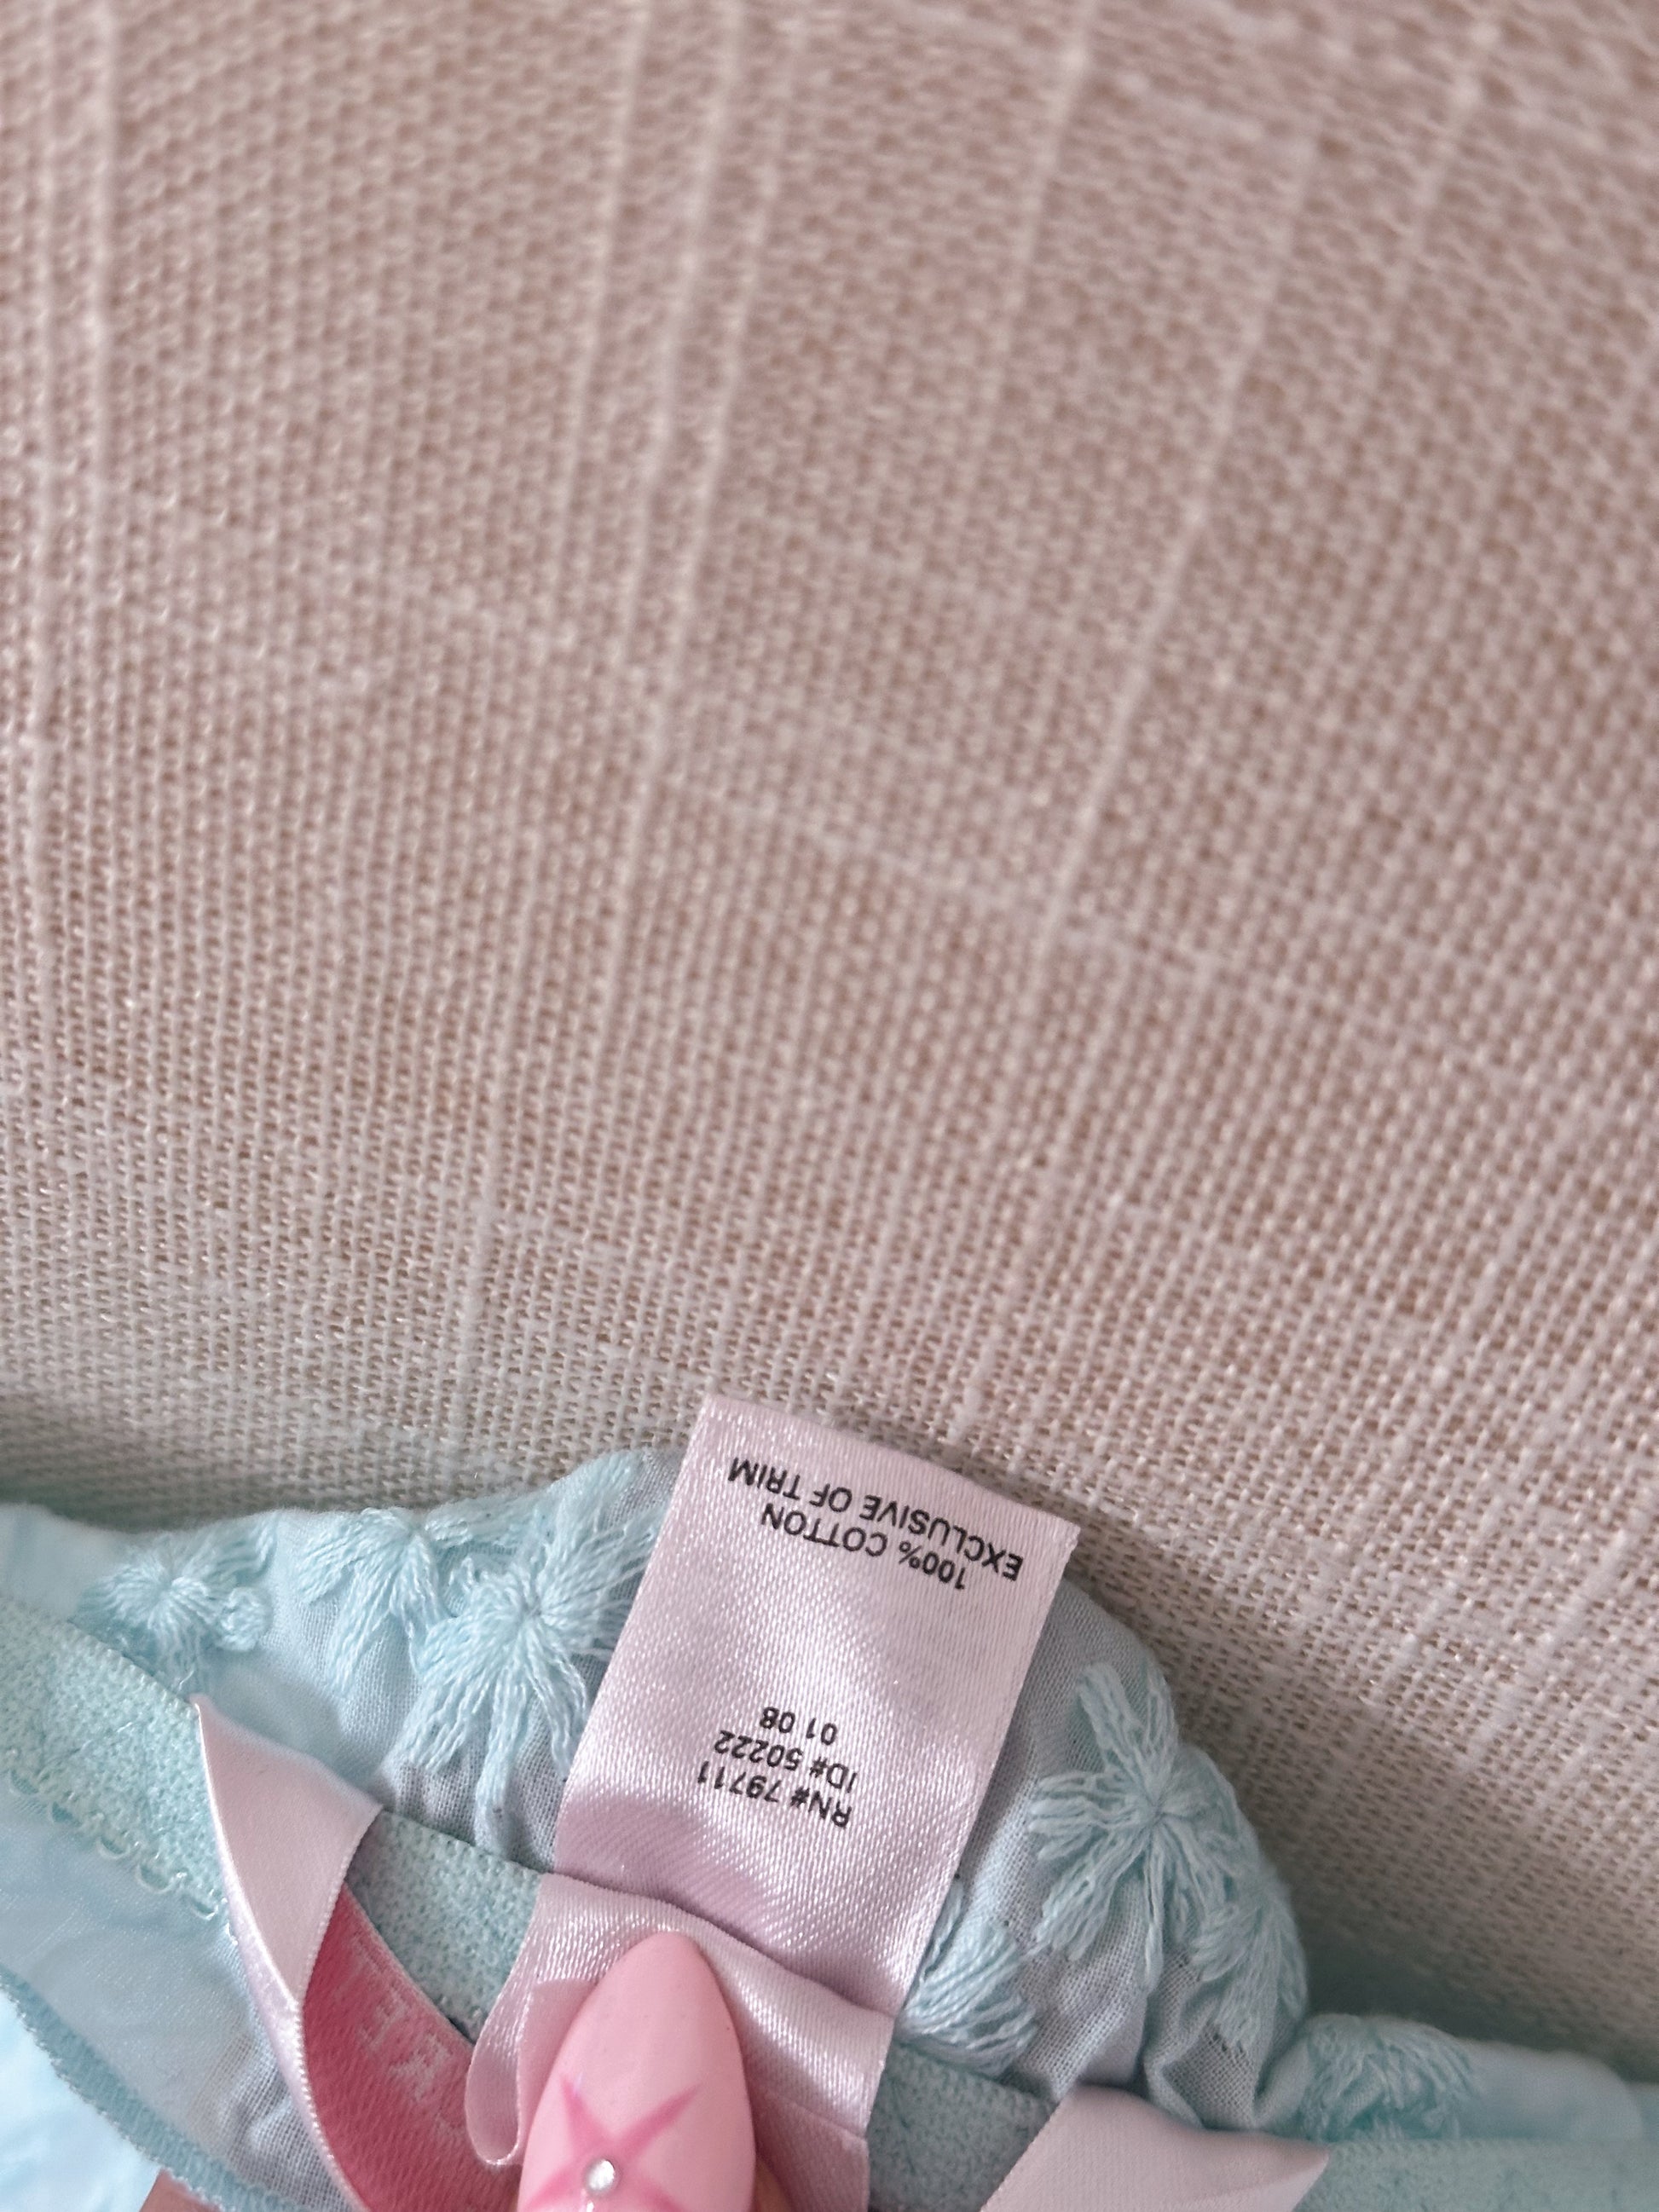 RN# 79711
ID# 50222
01 08
100% COTTON
EXCLUSIVE OF TRIM